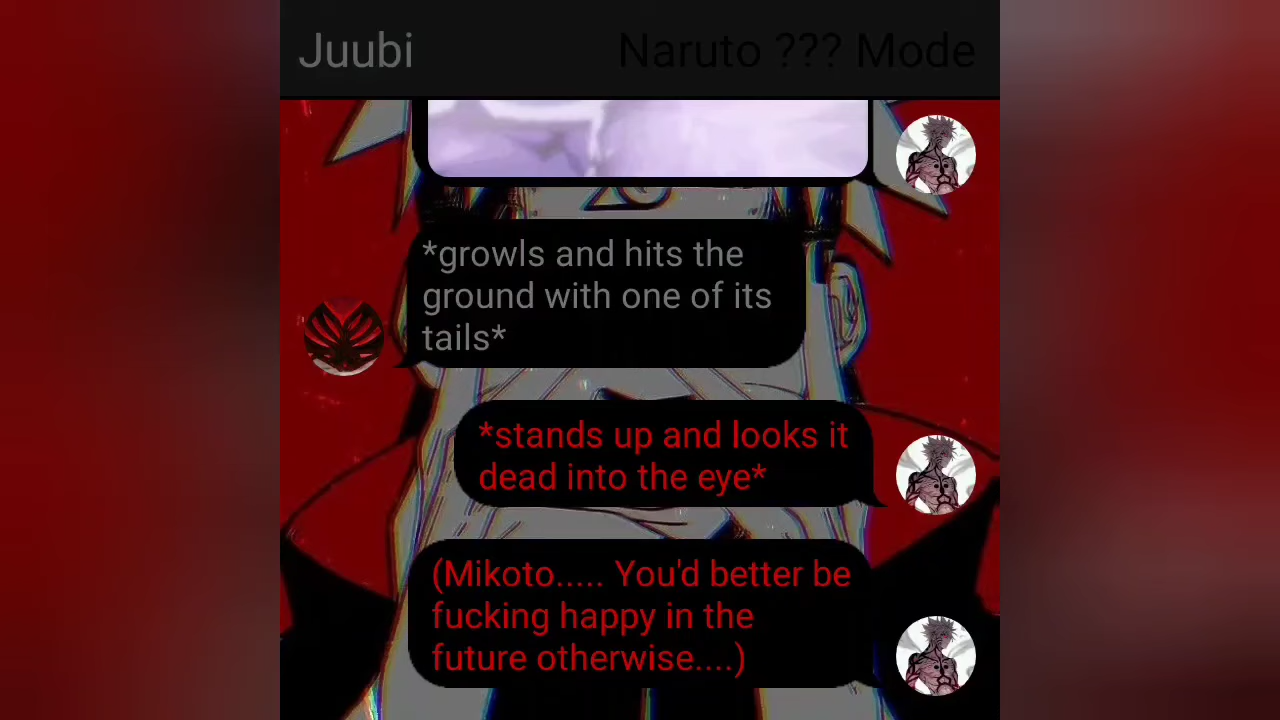 Juubi
Naruto ??? Mode
*growls and hits the
ground with one of its
tails*
*stands up and looks it
dead into the eye*
(Mikoto..... You'd better be
fucking happy in the
future otherwise....)